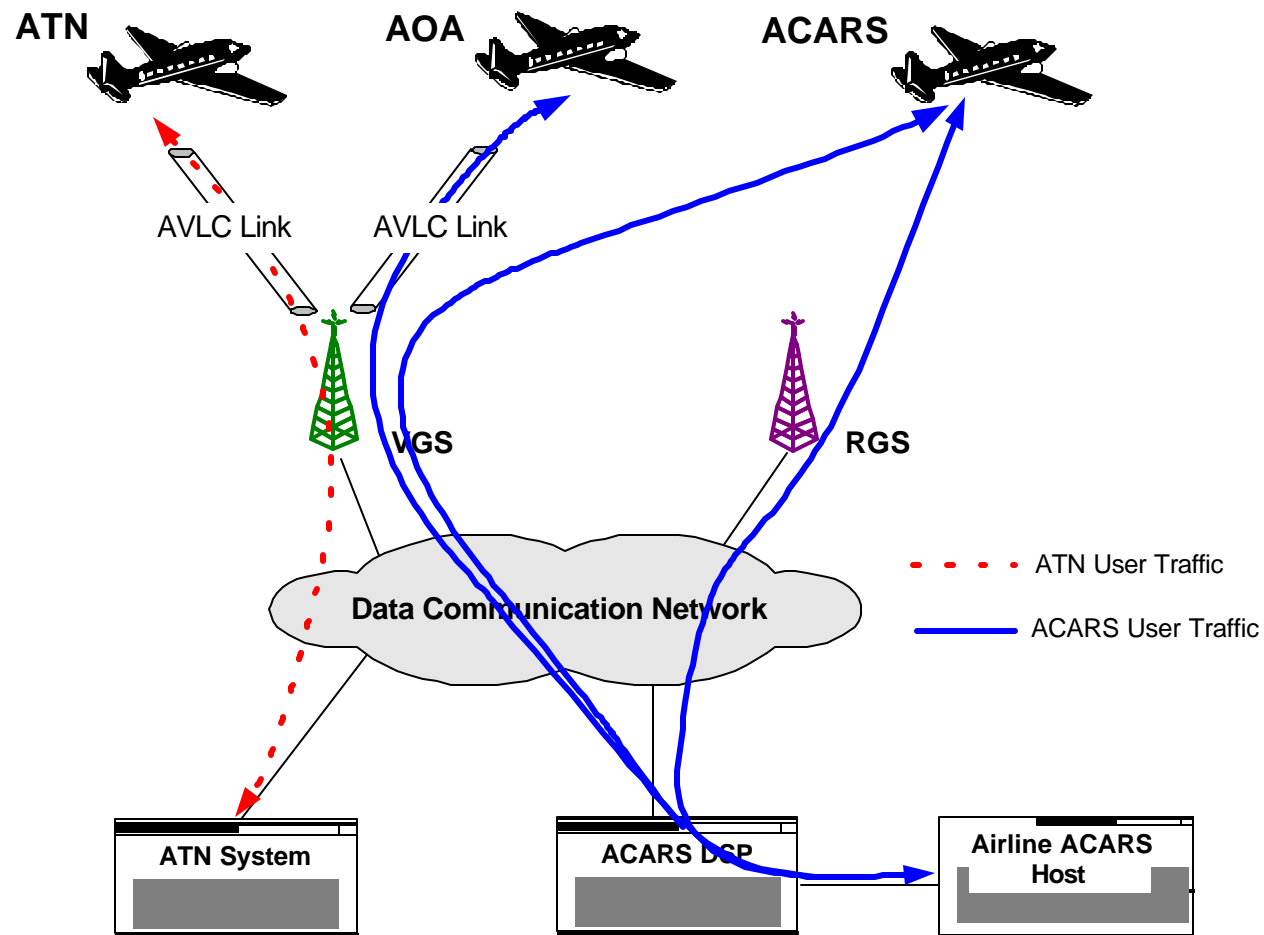 ATN
AOA
ACARS
AVLC Link
AVLC Link
VGS
RGS
Data Communication Network
ATN User Traffic
ACARS User Traffic
ATN System
ACARS DSP
Airline ACARS
Host